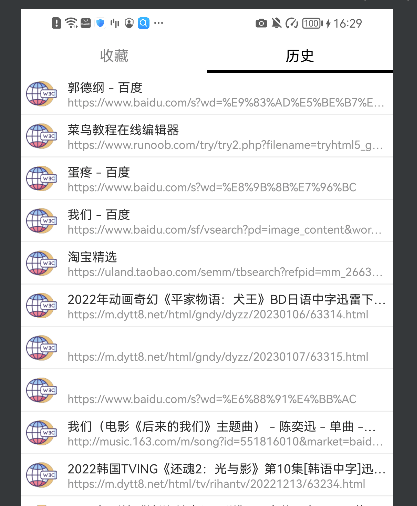 100 16:29
收藏 历史
郭德纲 - 百度
https://www.baidu.com/s?wd=%E9%83%AD%E5%BE%B7%E...
菜鸟教程在线编辑器
https://www.runoob.com/try/try2.php?filename=tryhtml5_g...
蛋疼 - 百度
https://www.baidu.com/s?wd=%E8%9B%8B%E7%96%BC
我们 - 百度
https://www.baidu.com/sf/vsearch?pd=image_content&wor...
淘宝精选
https://uland.taobao.com/semm/tbsearch?refpid=mm_2663...
2022年动画奇幻《平家物语：犬王》BD日语中字迅雷下...
https://m.dytt8.net/html/gndy/dyzz/20230106/63314.html
https://m.dytt8.net/html/gndy/dyzz/20230107/63315.html
https://www.baidu.com/s?wd=%E6%88%91%E4%BB%AC
我们（电影《后来的我们》主题曲） - 陈奕迅 - 单曲 -...
http://music.163.com/m/song?id=551816010&market=baid...
2022韩国TVING《还魂2：光与影》第10集[韩语中字]迅...
https://m.dytt8.net/html/tv/rihantv/20221213/63234.html